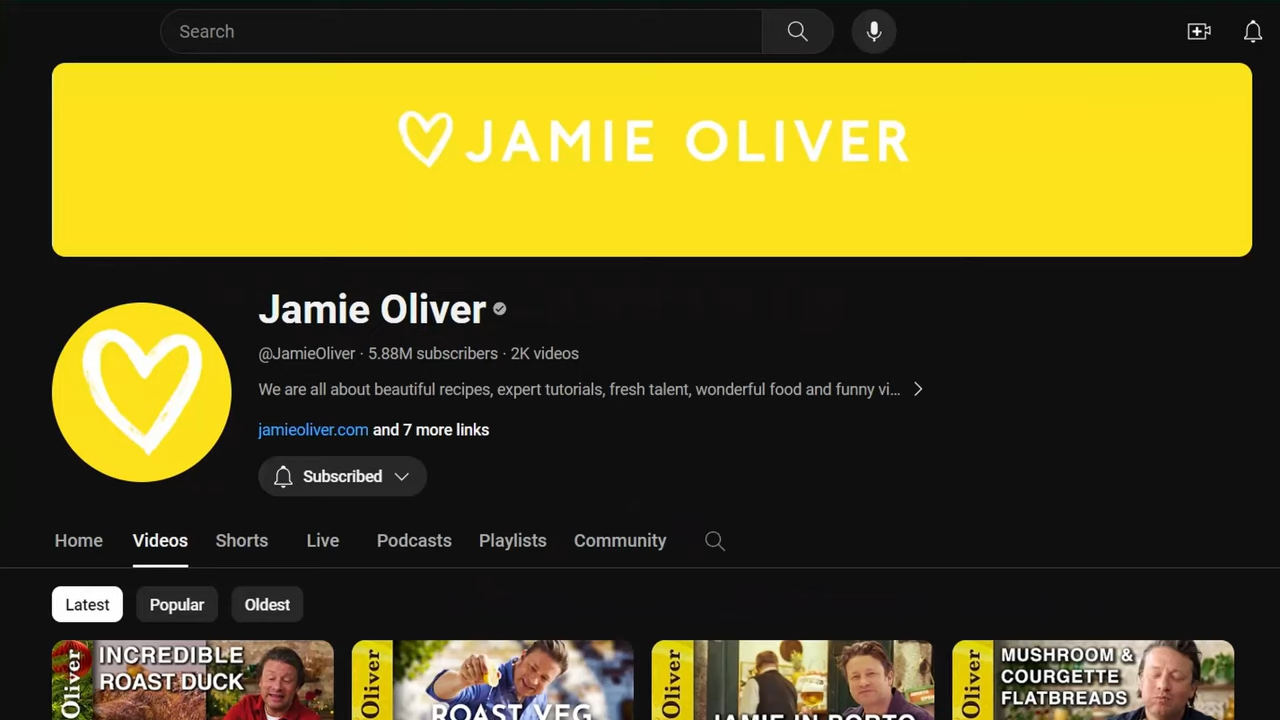 Search
JAMIE OLIVER
Jamie Oliver
@JamieOliver · 5.88M subscribers · 2K videos
We are all about beautiful recipes, expert tutorials, fresh talent, wonderful food and funny vi...
jamieoliver.com and 7 more links
Subscribed
Home Videos Shorts Live Podcasts Playlists Community
Latest Popular Oldest
Oliver
INCREDIBLE
ROAST DUCK
Oliver
ROAST VEG
Oliver
JAMIE IN PORTO
Oliver
MUSHROOM &
COURGETTE
FLATBREADS